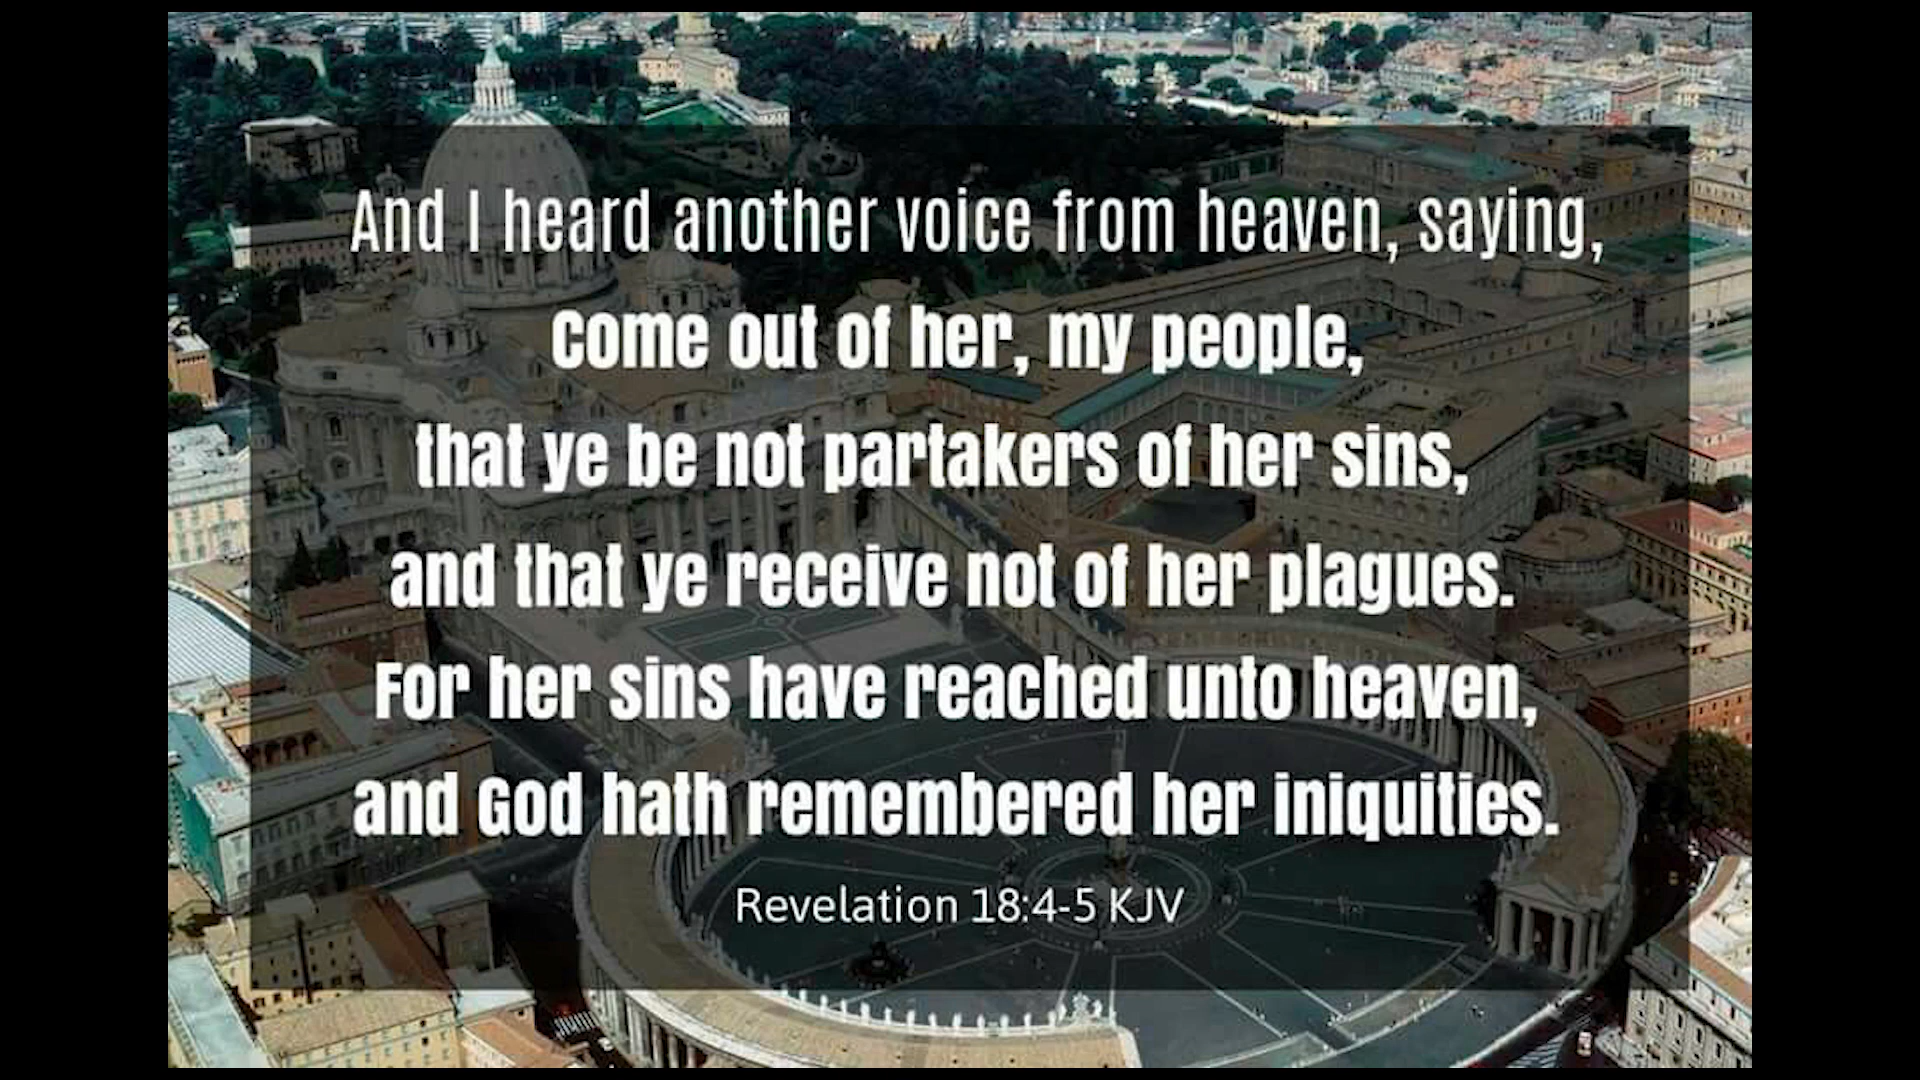 And I heard another voice from heaven, saying,
Come out of her, my people,
that ye be not partakers of her sins,
and that ye receive not of her plagues.
For her sins have reached unto heaven,
and God hath remembered her iniquities.
Revelation 18:4-5 KJV